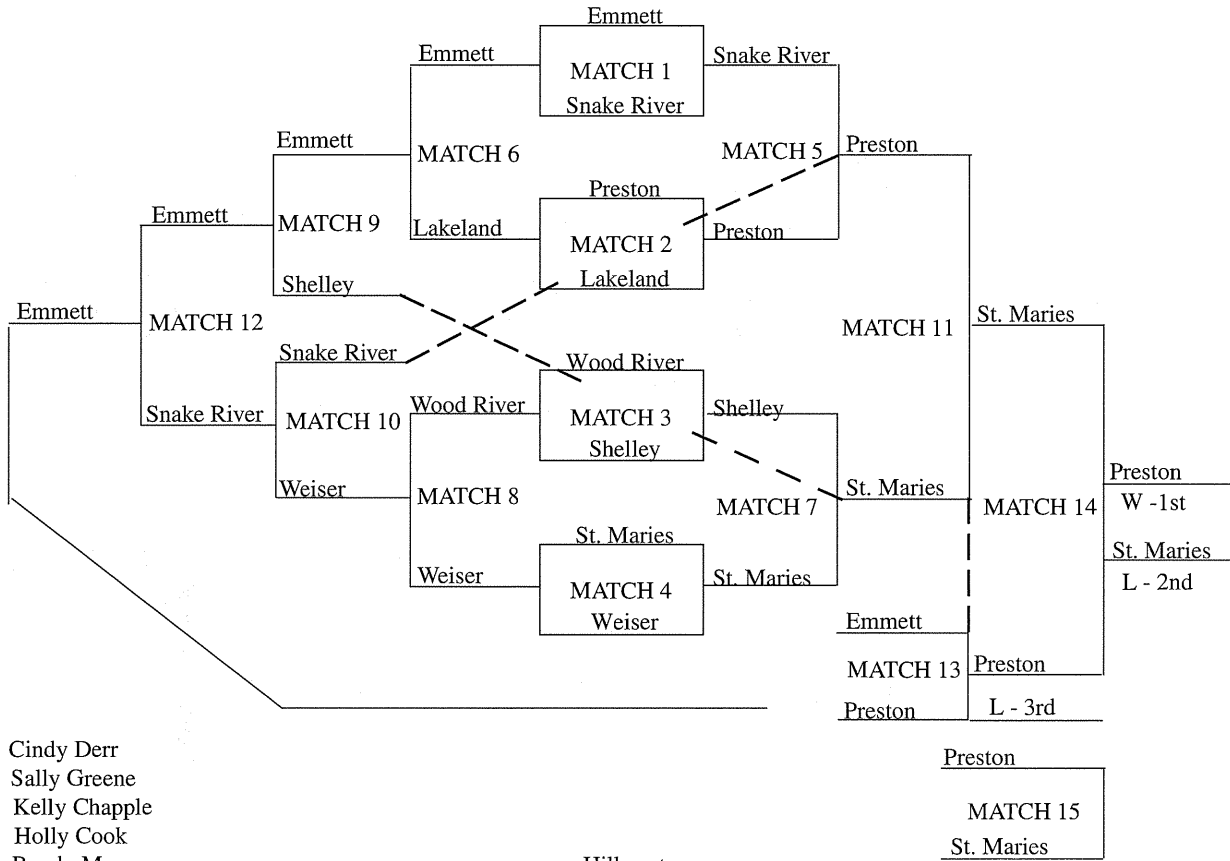 Emmett
Emmett
MATCH 1
Snake River
Snake River
Emmett
MATCH 6
MATCH 5
Preston
Preston
Emmett
MATCH 9
Lakeland
MATCH 2
Preston
Lakeland
Shelley
Emmett
MATCH 12
MATCH 11
St. Maries
Snake River
Wood River
Snake River
MATCH 10
Wood River
MATCH 3
Shelley
Shelley
Weiser
MATCH 8
MATCH 7
St. Maries
MATCH 14
Preston
W -1st
St. Maries
Weiser
MATCH 4
St. Maries
St. Maries
L - 2nd
Weiser
Emmett
MATCH 13
Preston
Preston
L - 3rd
Cindy Derr
Preston
Sally Greene
Kelly Chapple
MATCH 15
Holly Cook
St. Maries